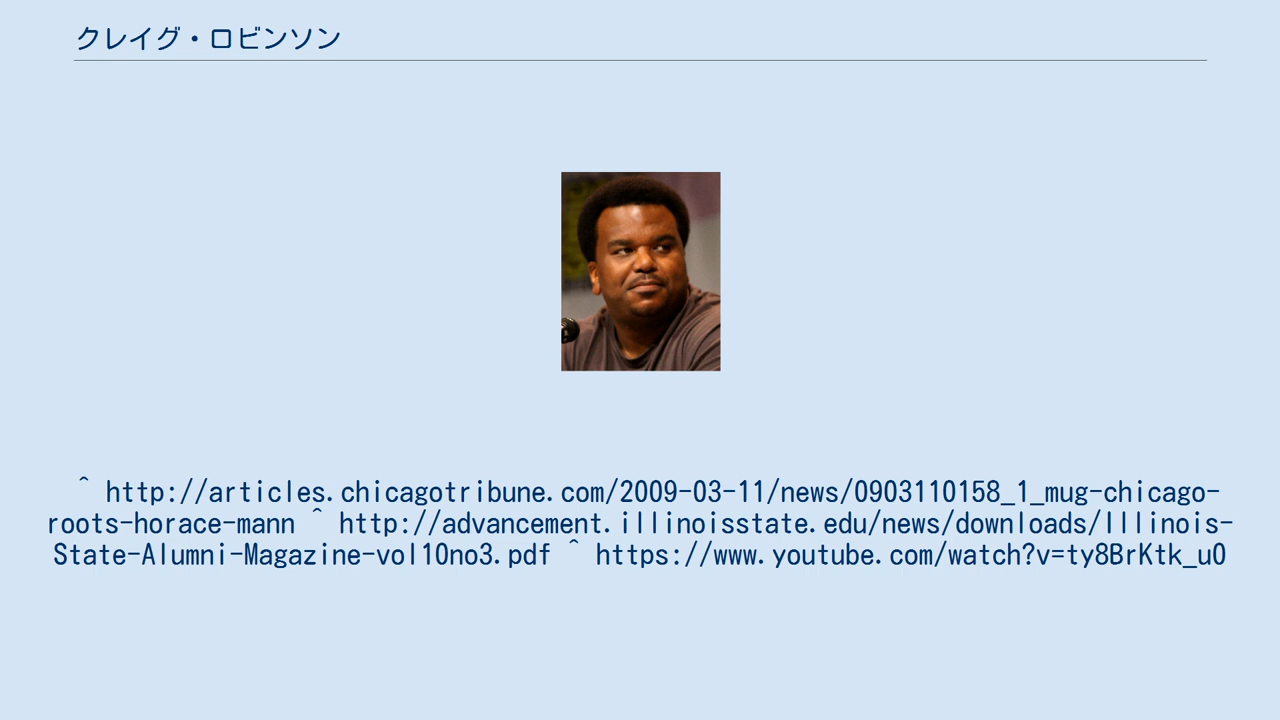 クレイグ・ロビンソン
^ http://articles.chicagotribune.com/2009-03-11/news/0903110158_1_mug-chicago-
roots-horace-mann ^ http://advancement.illinoisstate.edu/news/downloads/Illinois-
State-Alumni-Magazine-vol10no3.pdf ^ https://www.youtube.com/watch?v=ty8BrKtk_u0